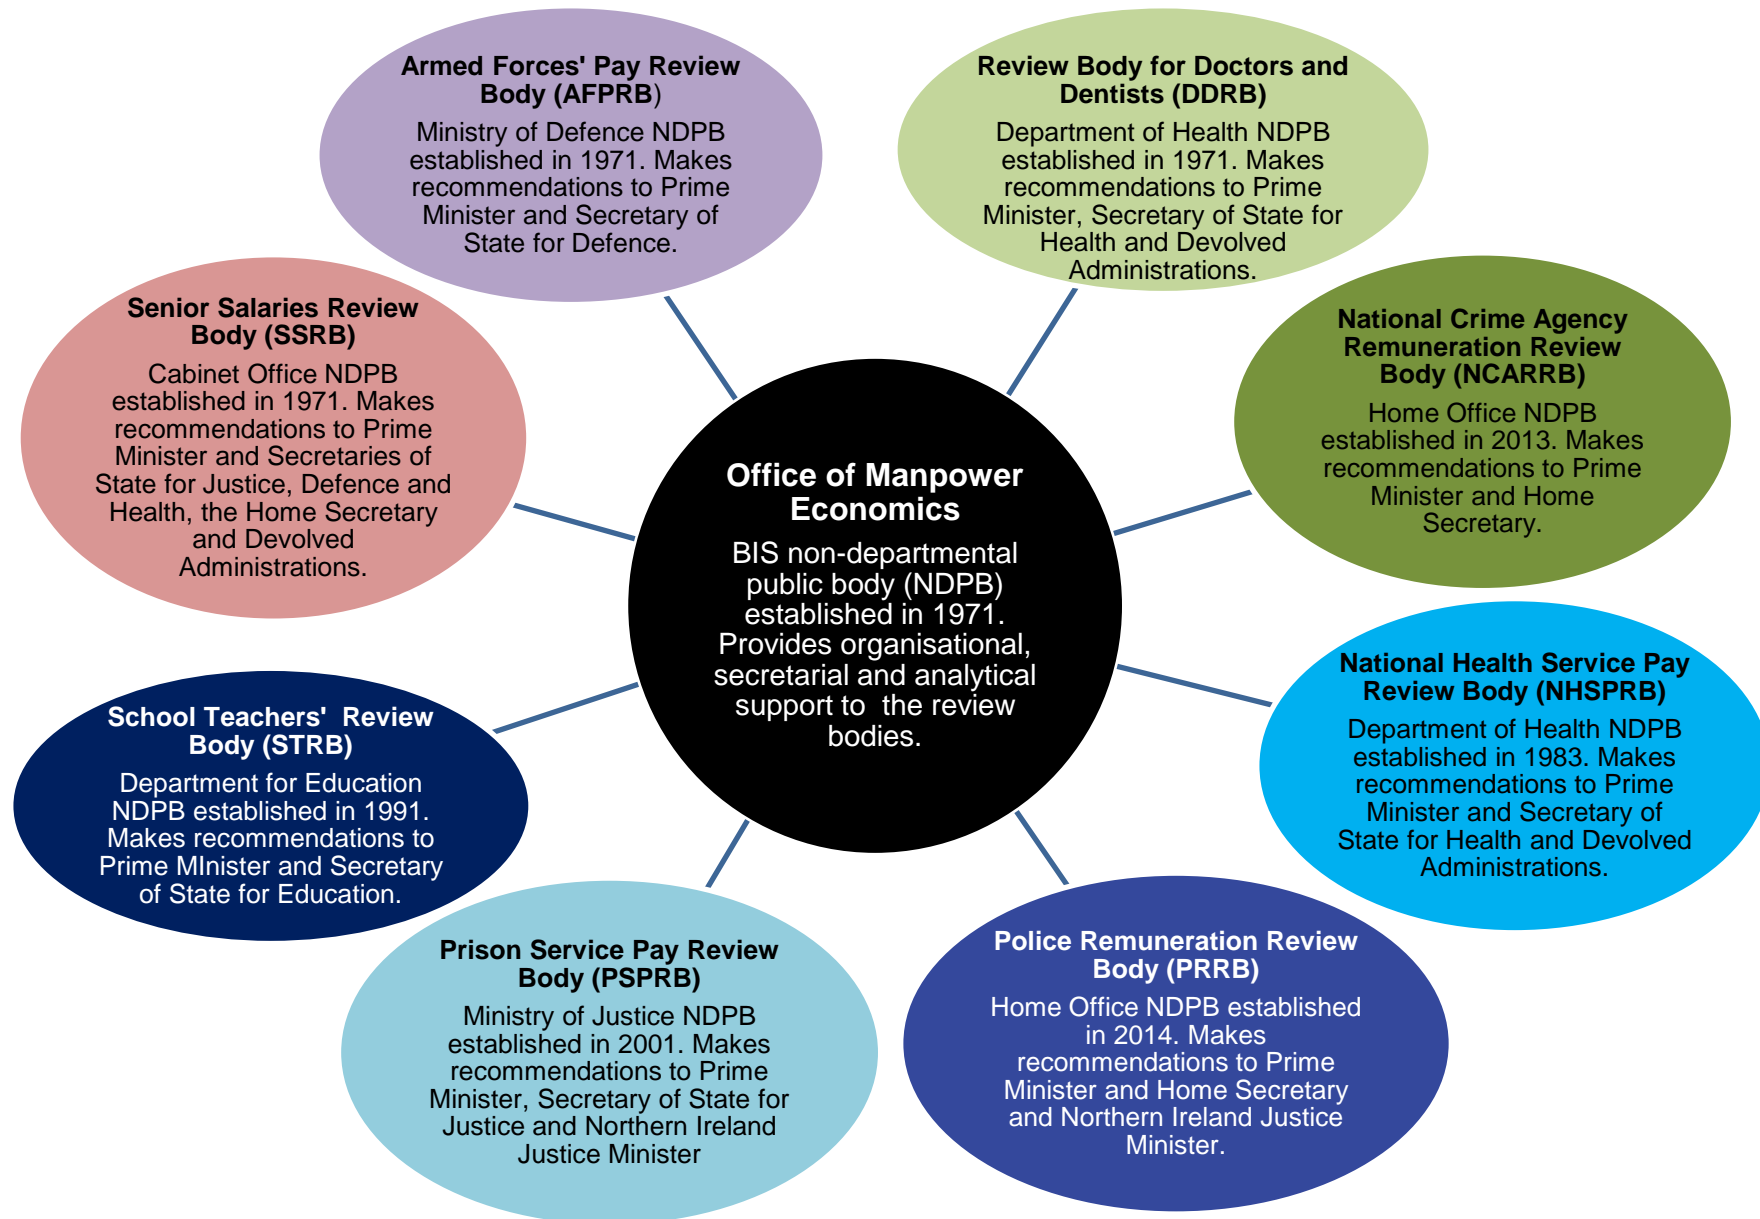 Armed Forces' Pay Review
Body (AFPRB)
Ministry of Defence NDPB
established in 1971. Makes
recommendations to Prime
Minister and Secretary of
State for Defence.
Review Body for Doctors and
Dentists (DDRB)
Department of Health NDPB
established in 1971. Makes
recommendations to Prime
Minister, Secretary of State for
Health and Devolved
Administrations.
Senior Salaries Review
Body (SSRB)
Cabinet Office NDPB
established in 1971. Makes
recommendations to Prime
Minister and Secretaries of
State for Justice, Defence and
Health, the Home Secretary
and Devolved
Administrations.
National Crime Agency
Remuneration Review
Body (NCARRB)
Home Office NDPB
established in 2013. Makes
recommendations to Prime
Minister and Home
Secretary.
Office of Manpower
Economics
BIS non-departmental
public body (NDPB)
established in 1971.
Provides organisational,
secretarial and analytical
support to  the review
bodies.
School Teachers'  Review
Body (STRB)
Department for Education
NDPB established in 1991.
Makes recommendations to
Prime MInister and Secretary
of State for Education.
National Health Service Pay
Review Body (NHSPRB)
Department of Health NDPB
established in 1983. Makes
recommendations to Prime
Minister and Secretary of
State for Health and Devolved
Administrations.
Prison Service Pay Review
Body (PSPRB)
Ministry of Justice NDPB
established in 2001. Makes
recommendations to Prime
Minister, Secretary of State for
Justice and Northern Ireland
Justice Minister
Police Remuneration Review
Body (PRRB)
Home Office NDPB established
in 2014. Makes
recommendations to Prime
Minister and Home Secretary
and Northern Ireland Justice
Minister.